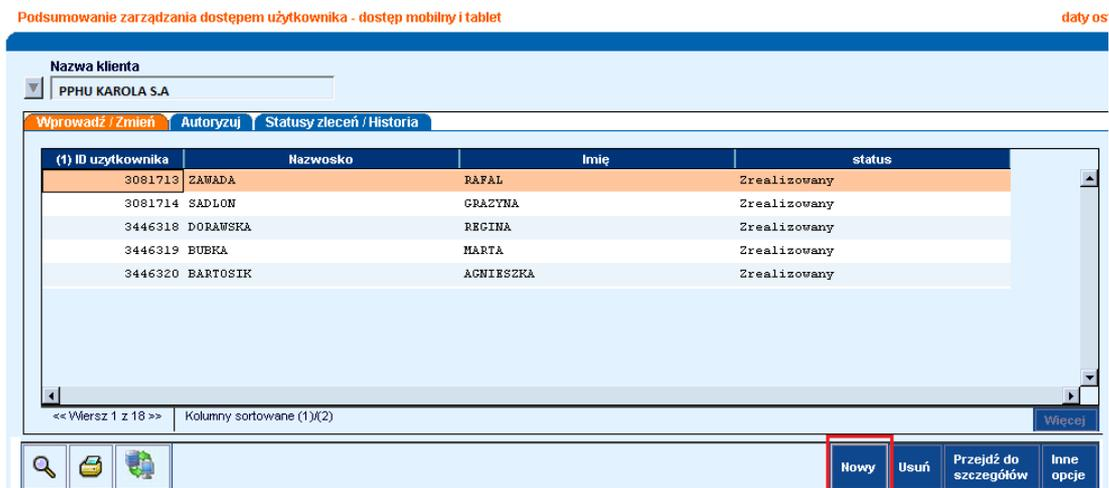 Podsumowanie zarządzania dostępem użytkownika - dostęp mobilny i tablet daty os
Nazwa klienta
PPHU KAROLA S.A
Wprowadź / Zmień Autoryzuj Statusy zleceń / Historia
(1) ID uzytkownika Nazwosko Imię status
3081713 ZAWADA RAFAL Zrealizowany
3081714 SADLON GRAZYNA Zrealizowany
3446318 DORAWSKA REGINA Zrealizowany
3446319 BUBKA MARTA Zrealizowany
3446320 BARTOSIK AGNIESZKA Zrealizowany
<< Wiersz 1 z 18 >> Kolumny sortowane (1)/(2) Więcej
Nowy Usuń Przejdź do szczegółów Inne opcje